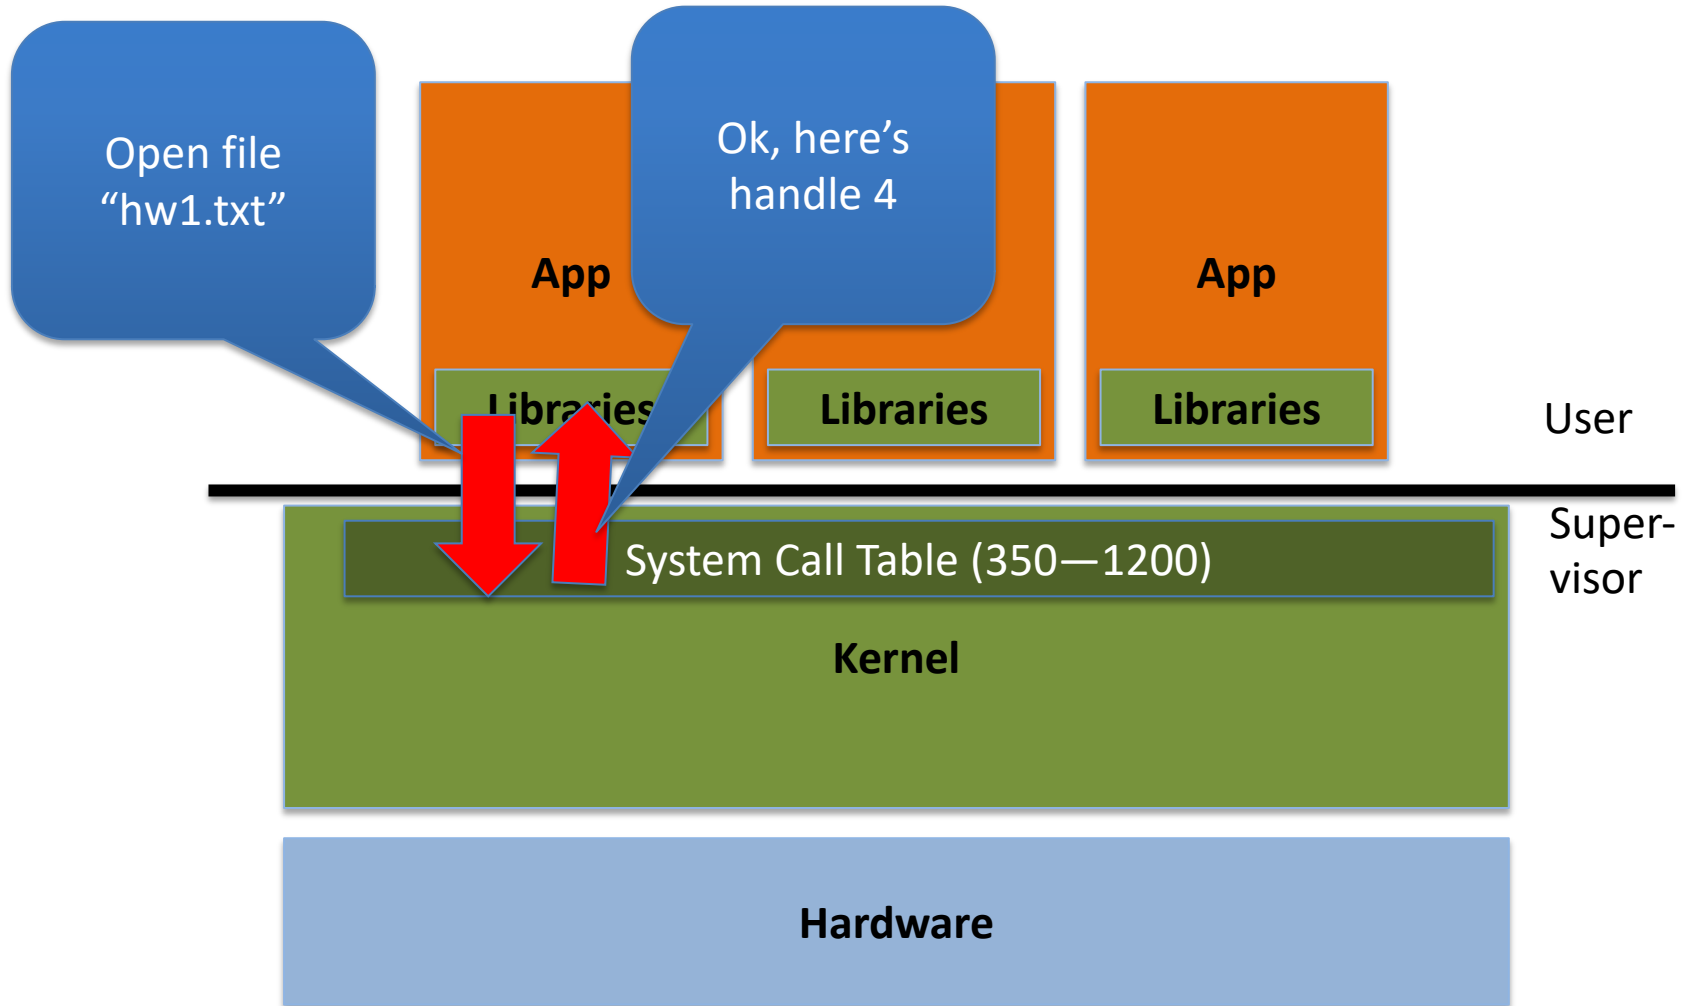 Open file
“hw1.txt”
Ok, here’s
handle 4
App
App
Libraries
Libraries
Libraries
User
Super-
visor
System Call Table (350—1200)
Kernel
Hardware